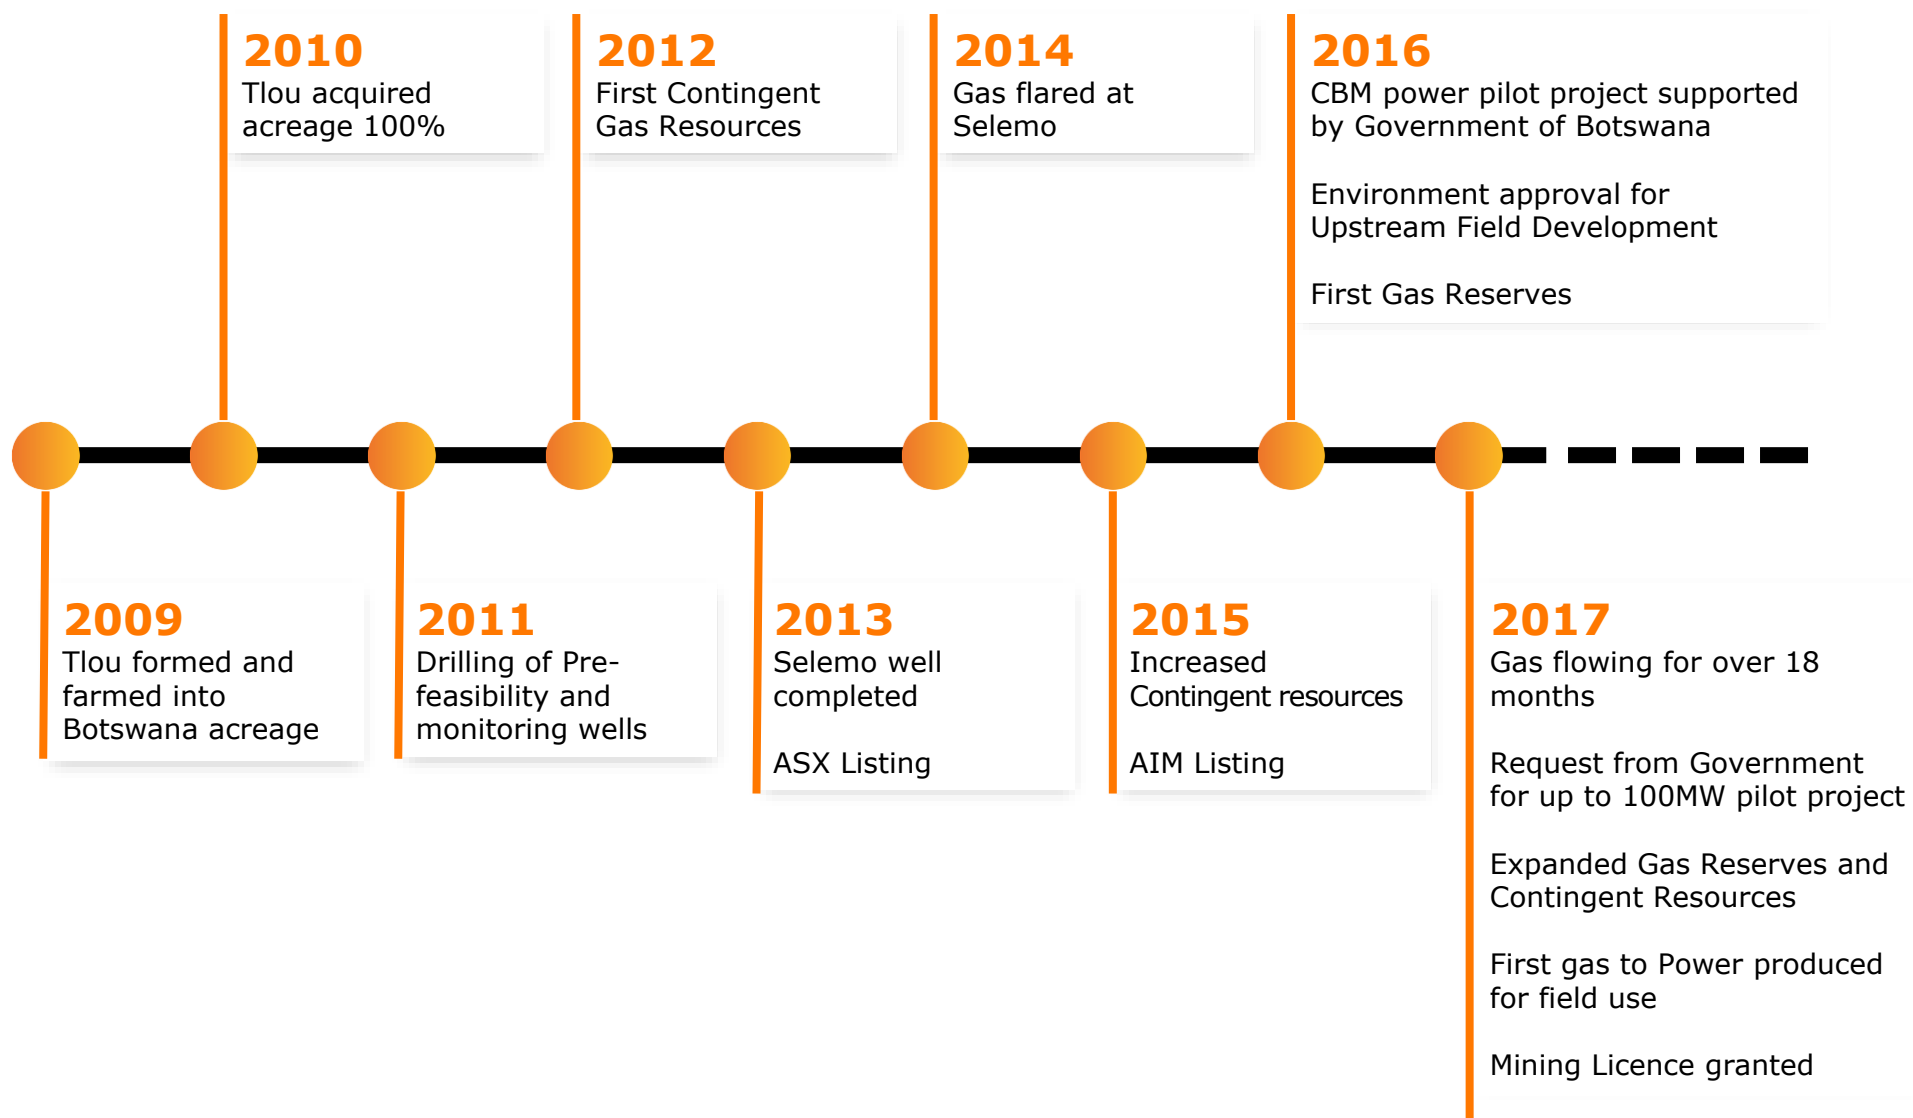 2010
Tlou acquired
acreage 100%
2012
First Contingent
Gas Resources
2014
Gas flared at
Selemo
2016
CBM power pilot project supported
by Government of Botswana
Environment approval for
Upstream Field Development
First Gas Reserves
2009
Tlou formed and
farmed into
Botswana acreage
2011
Drilling of Pre-
feasibility and
monitoring wells
2013
Selemo well
completed
ASX Listing
2015
Increased
Contingent resources
AIM Listing
2017
Gas flowing for over 18
months
Request from Government
for up to 100MW pilot project
Expanded Gas Reserves and
Contingent Resources
First gas to Power produced
for field use
Mining Licence granted